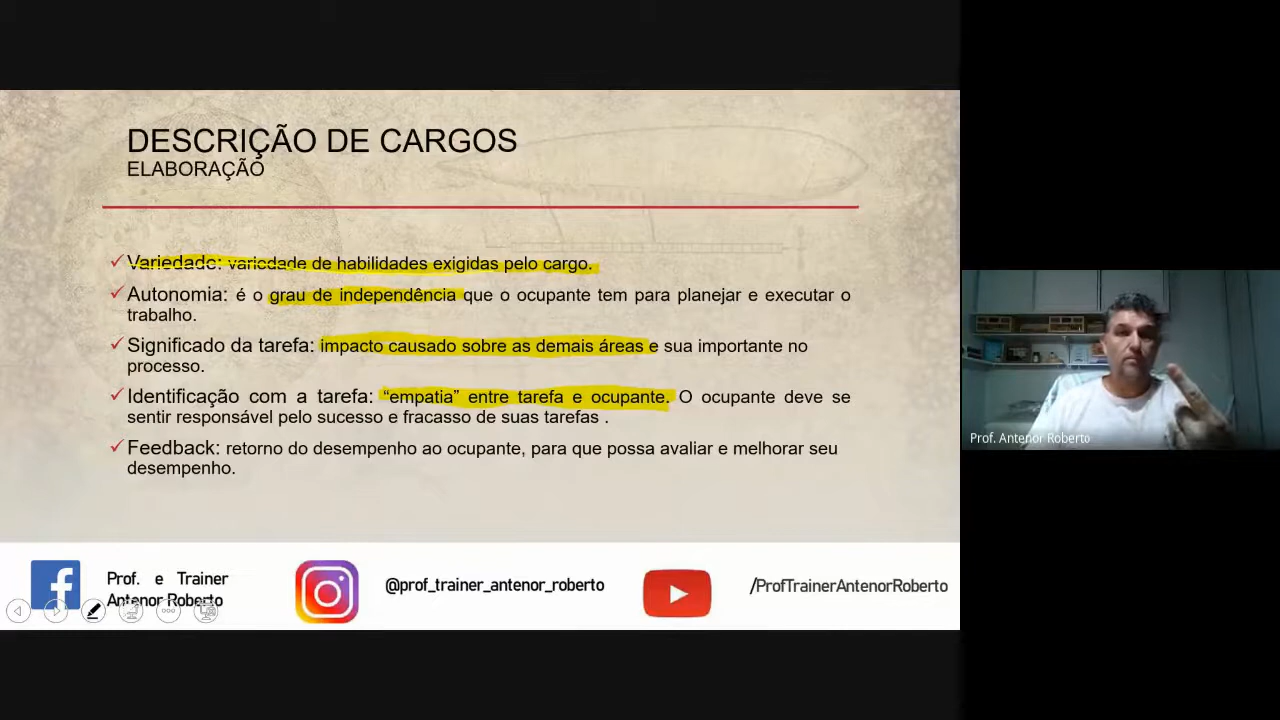 DESCRIÇÃO DE CARGOS
ELABORAÇÃO
Variedade: variedade de habilidades exigidas pelo cargo.
Autonomia: é o grau de independência que o ocupante tem para planejar e executar o
trabalho.
Significado da tarefa: impacto causado sobre as demais áreas e sua importante no
processo.
Identificação com a tarefa: “empatia” entre tarefa e ocupante. O ocupante deve se
sentir responsável pelo sucesso e fracasso de suas tarefas .
Feedback: retorno do desempenho ao ocupante, para que possa avaliar e melhorar seu
desempenho.
Prof. Antenor Roberto
Prof. e Trainer
Antenor Roberto
@prof_trainer_antenor_roberto
/ProfTrainerAntenorRoberto